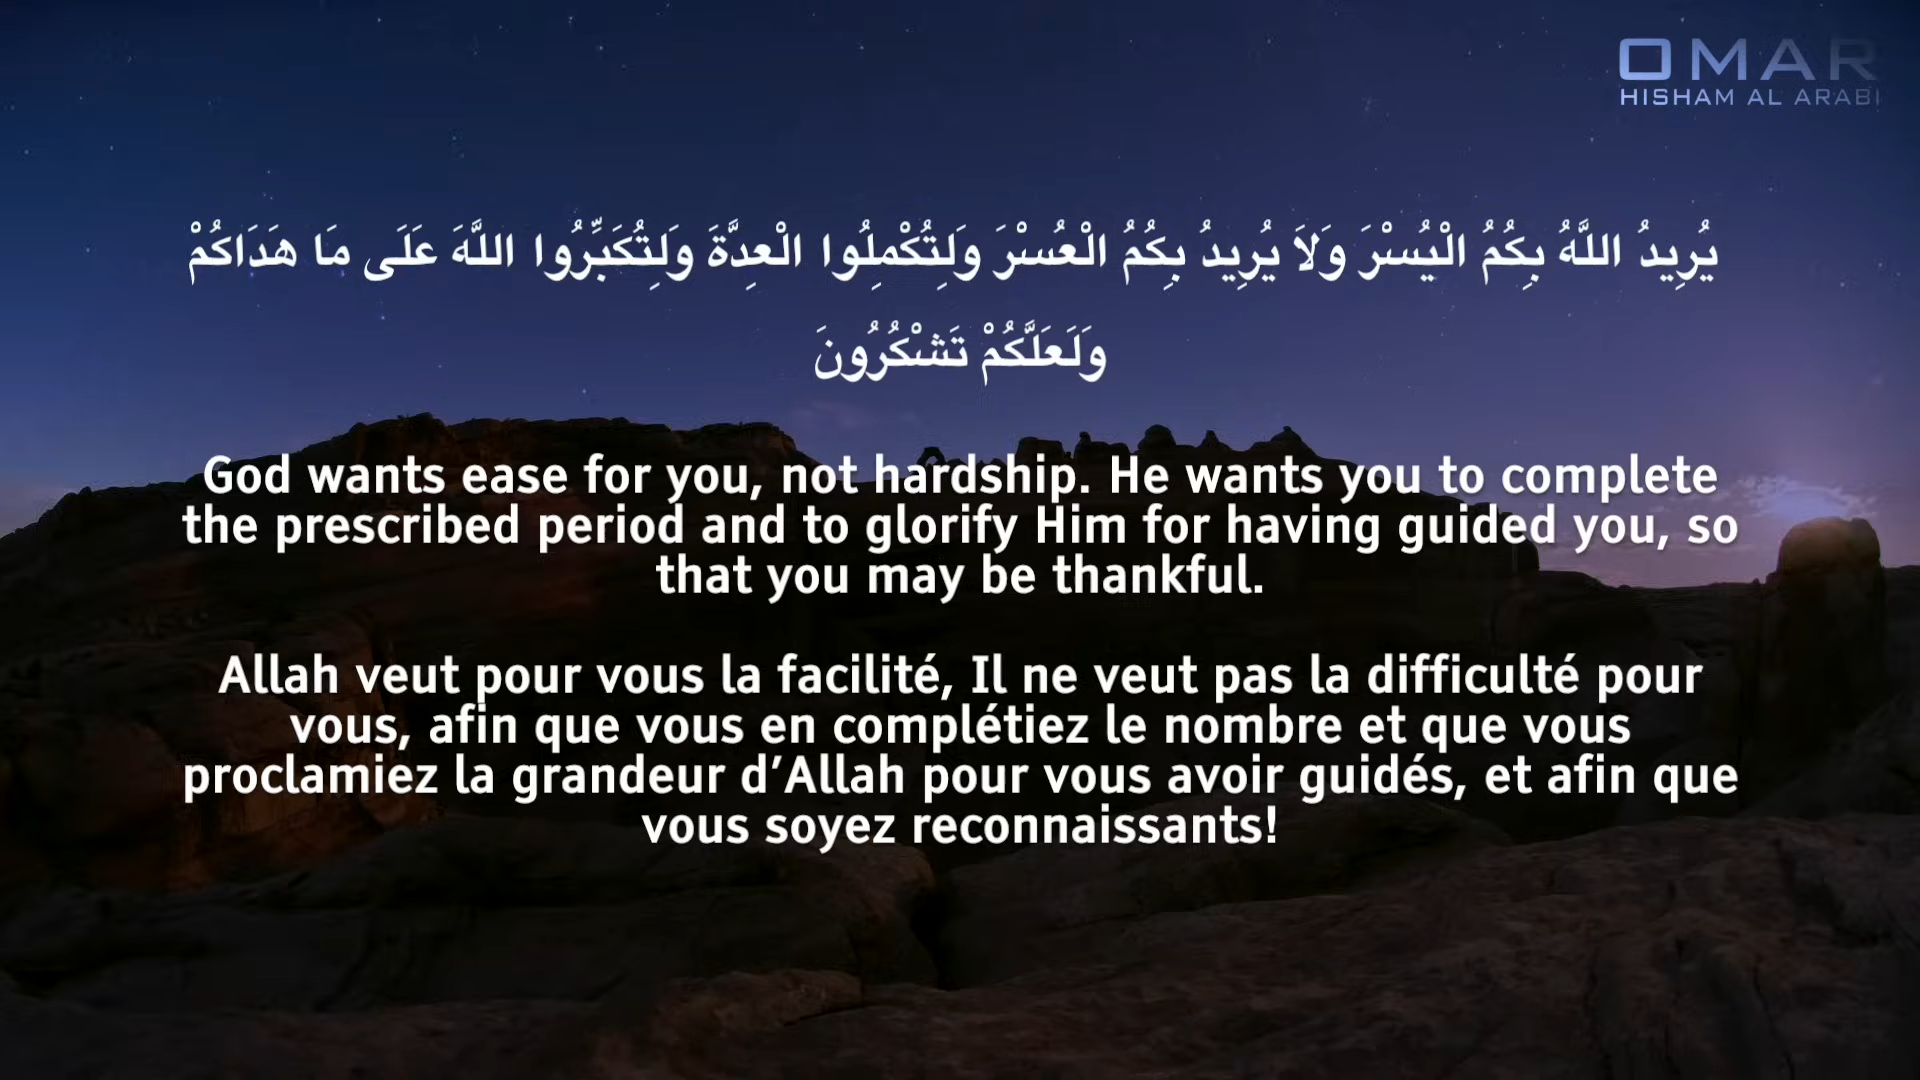 OMAR
HISHAM AL ARABI
يُرِيدُ اللَّهُ بِكُمُ الْيُسْرَ وَلاَ يُرِيدُ بِكُمُ الْعُسْرَ وَلِتُكْمِلُوا الْعِدَّةَ وَلِتُكَبِّرُوا اللَّهَ عَلَى مَا هَدَاكُمْ
وَلَعَلَّكُمْ تَشْكُرُونَ
God wants ease for you, not hardship. He wants you to complete
the prescribed period and to glorify Him for having guided you, so
that you may be thankful.
Allah veut pour vous la facilité, Il ne veut pas la difficulté pour
vous, afin que vous en complétiez le nombre et que vous
proclamiez la grandeur d’Allah pour vous avoir guidés, et afin que
vous soyez reconnaissants!